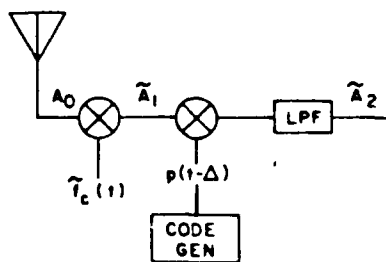 A0
Ã1
Ã2
LPF
f̃c (t)
p(t-Δ)
CODE
GEN